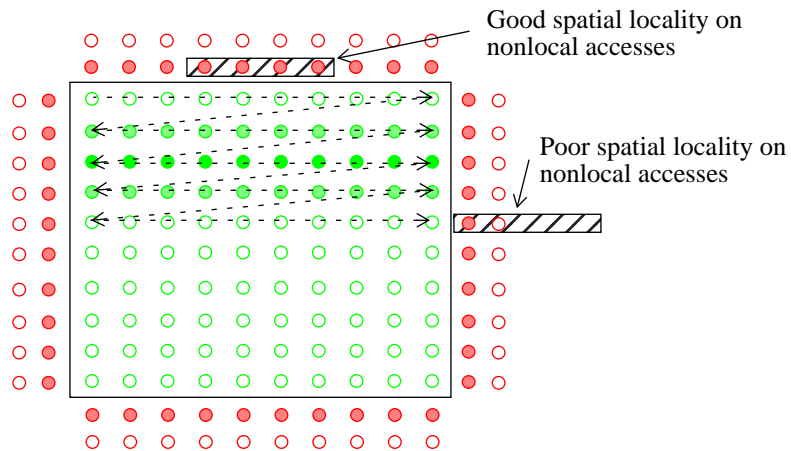 Good spatial locality on
nonlocal accesses
Poor spatial locality on
nonlocal accesses